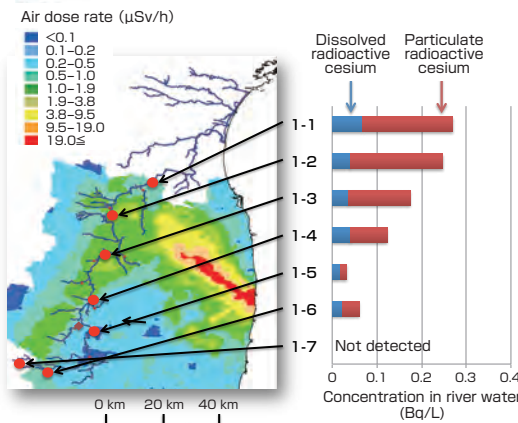 Air dose rate (μSv/h)
<0.1
0.1–0.2
0.2–0.5
0.5–1.0
1.0–1.9
1.9–3.8
3.8–9.5
9.5–19.0
19.0≦
Dissolved
radioactive
cesium
Particulate
radioactive
cesium
1-1
1-2
1-3
1-4
1-5
1-6
1-7
Not detected
0 0.1 0.2 0.3 0.4
Concentration in river water
(Bq/L)
0 km 20 km 40 km